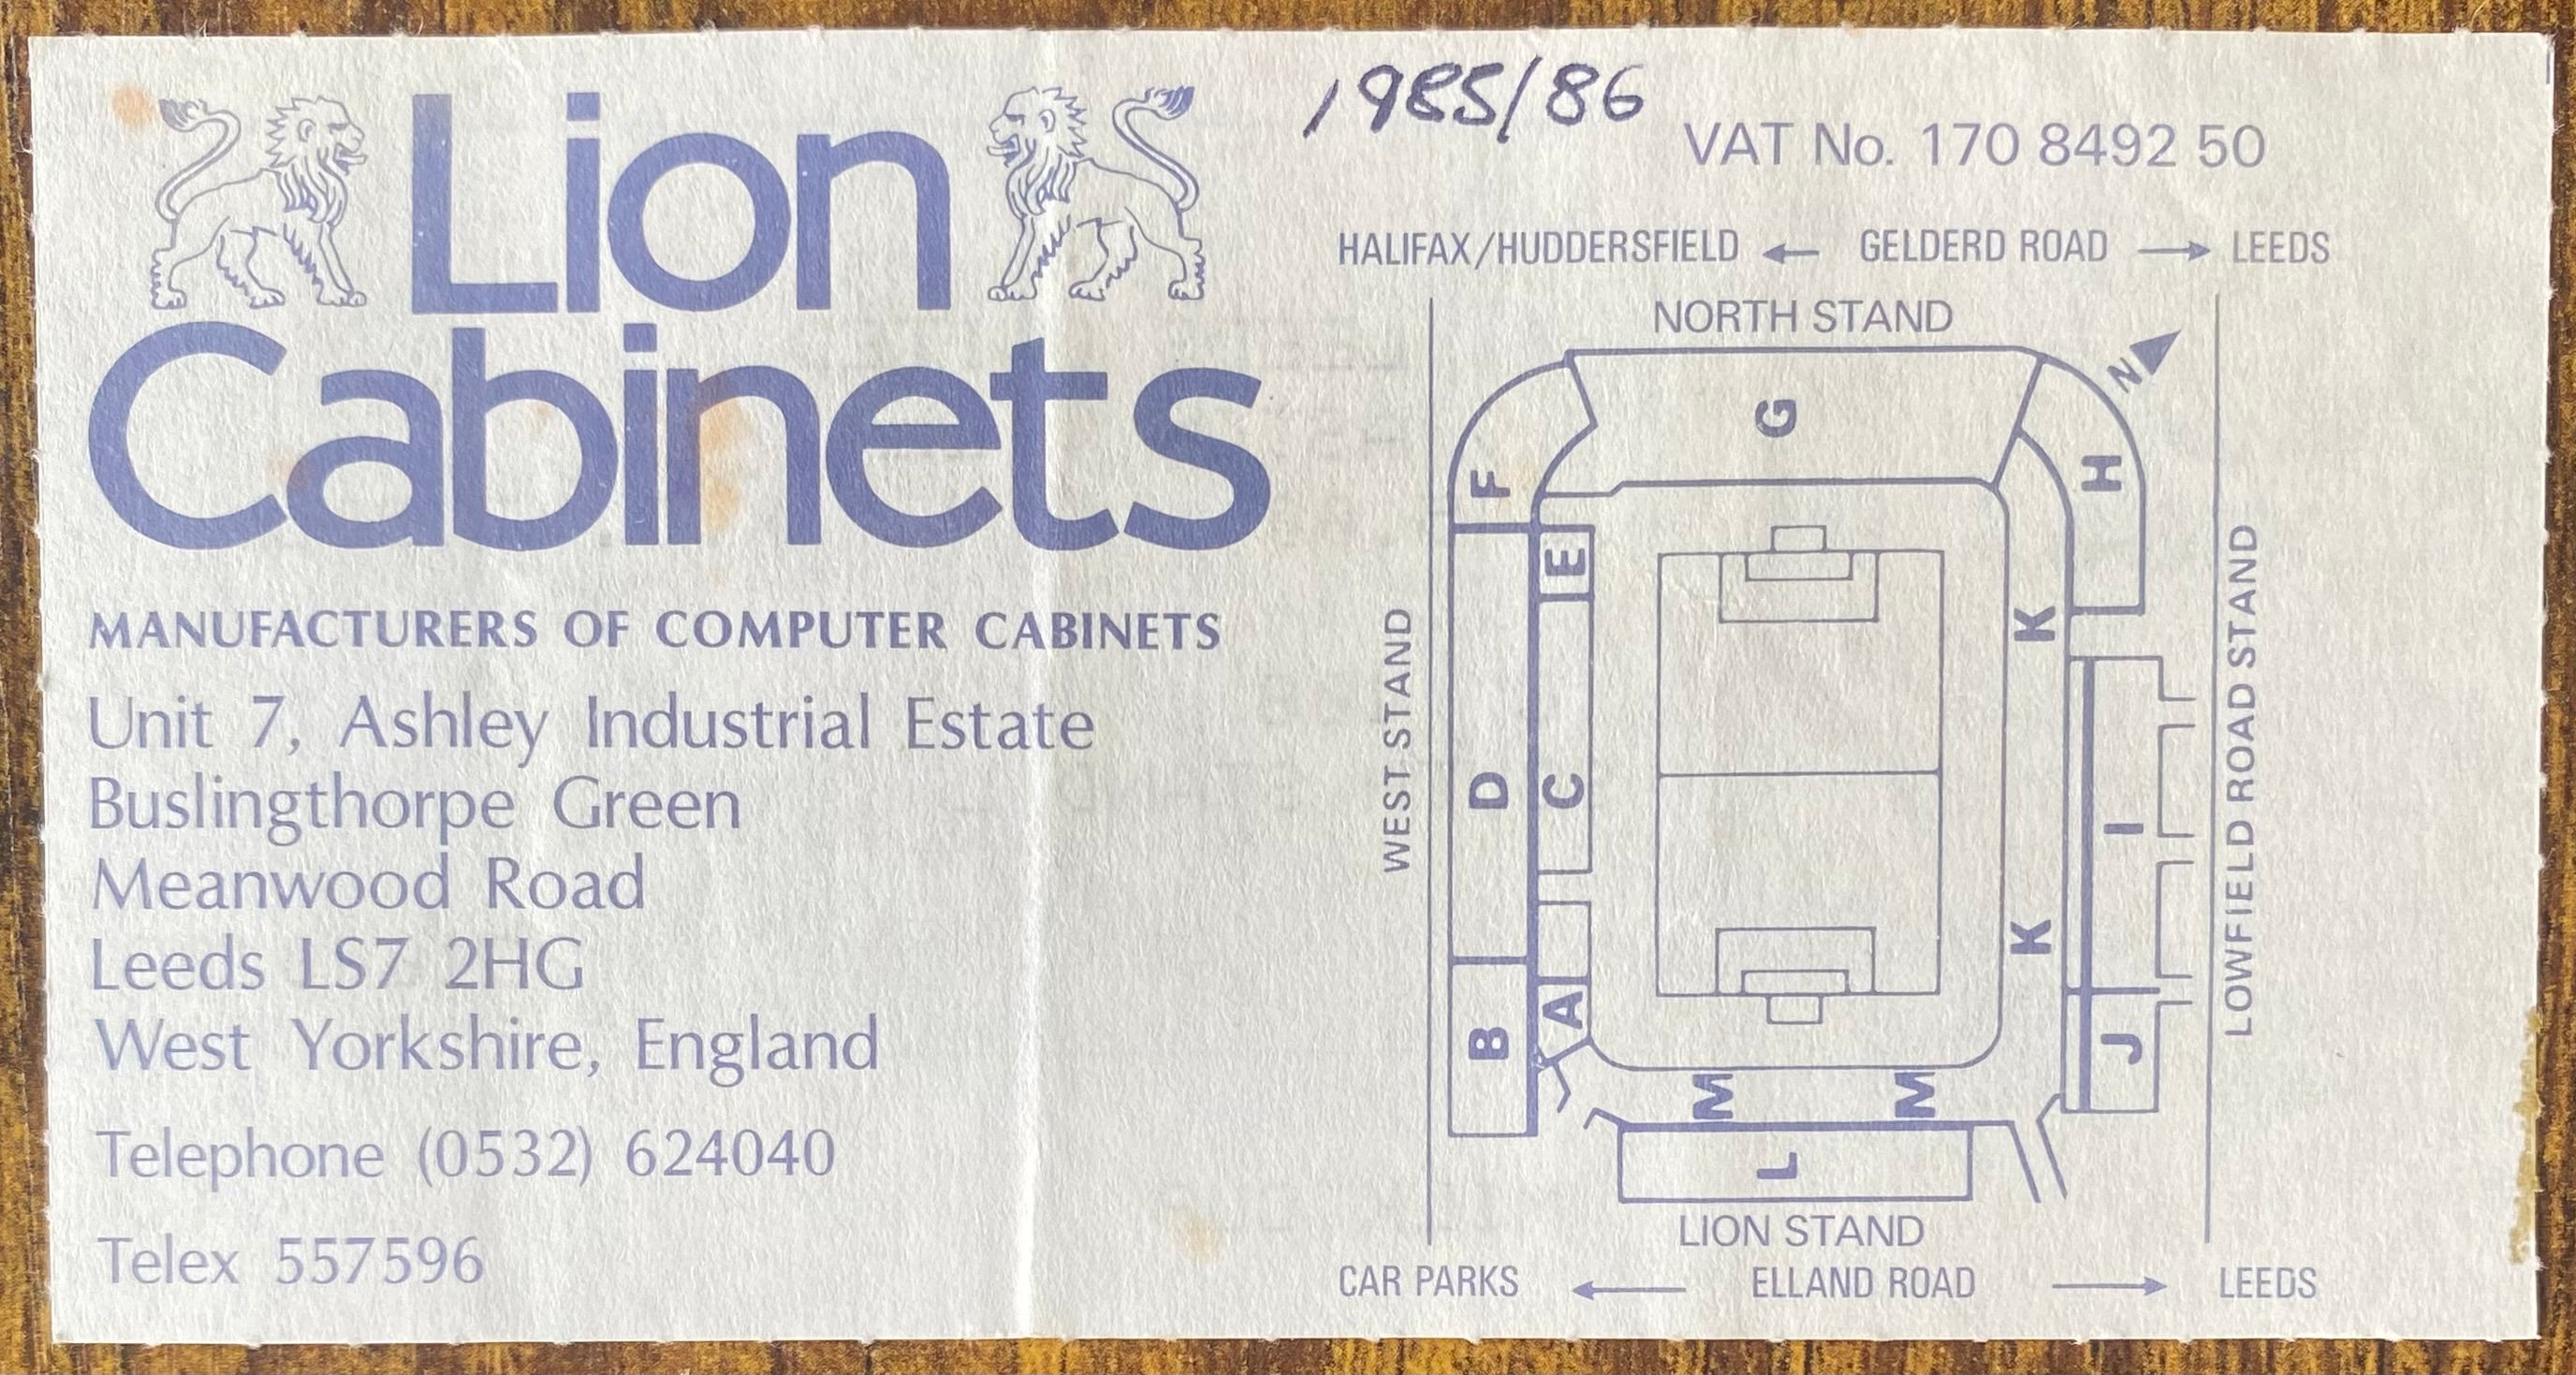 Lion
Cabinets
MANUFACTURERS OF COMPUTER CABINETS
Unit 7, Ashley Industrial Estate
Buslingthorpe Green
Meanwood Road
Leeds LS7 2HG
West Yorkshire, England
Telephone (0532) 624040
Telex 557596
1985/86
VAT No. 170 8492 50
HALIFAX/HUDDERSFIELD ← GELDERD ROAD → LEEDS
NORTH STAND
N
G
F
H
E
K
WEST STAND
D
C
I
LOWFIELD ROAD STAND
K
A
B
J
M M
L
LION STAND
CAR PARKS ← ELLAND ROAD → LEEDS